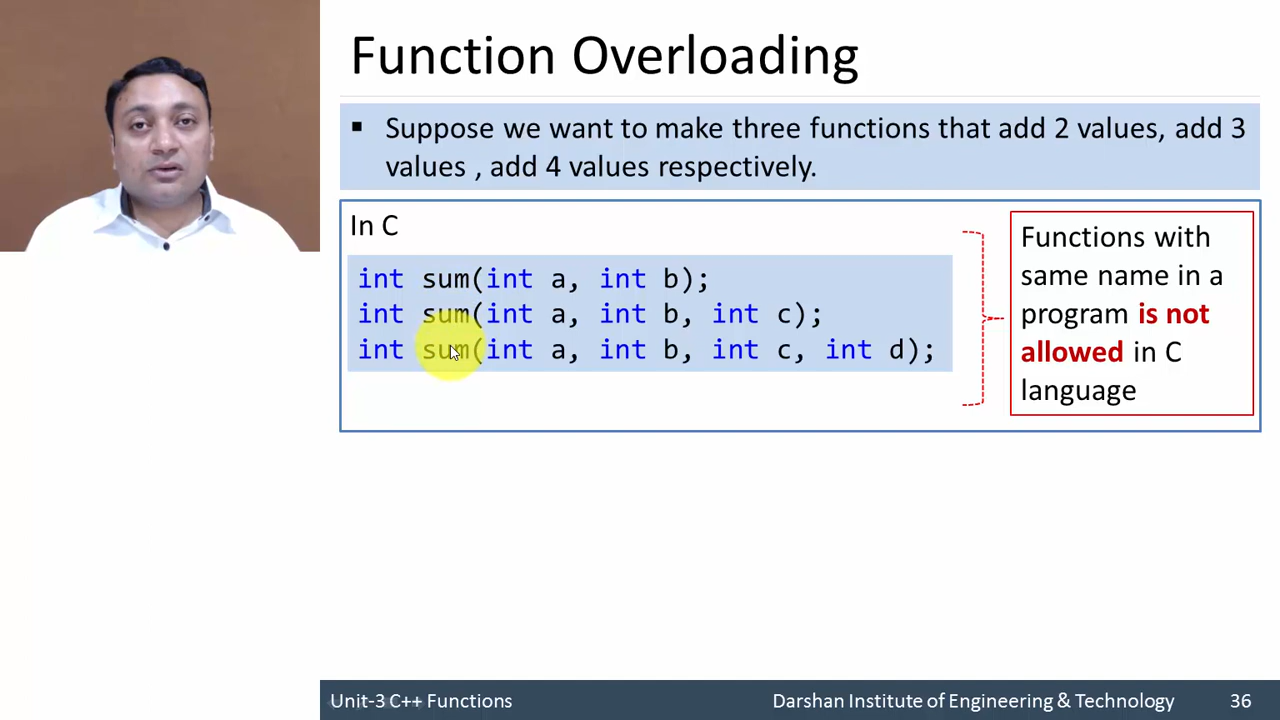 Function Overloading
▪ Suppose we want to make three functions that add 2 values, add 3
values , add 4 values respectively.
In C
int sum(int a, int b);
int sum(int a, int b, int c);
int sum(int a, int b, int c, int d);
Functions with
same name in a
program is not
allowed in C
language
Unit-3 C++ Functions
Darshan Institute of Engineering & Technology
36